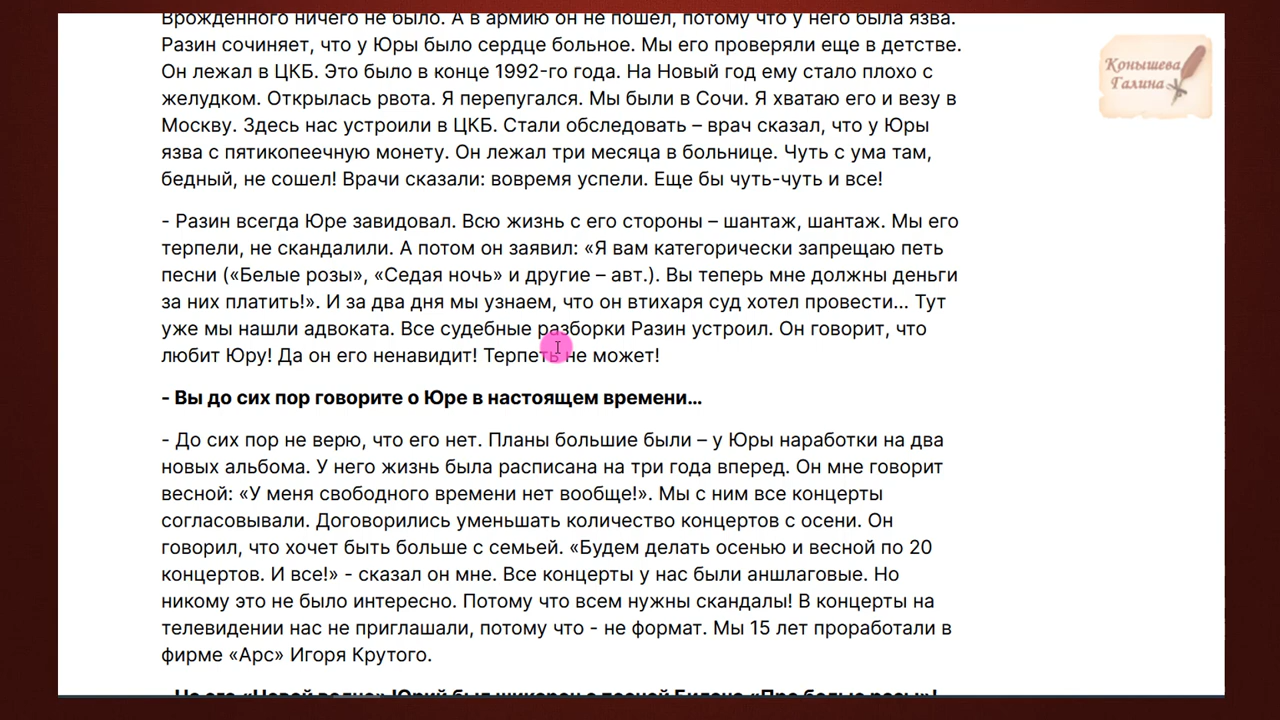 Врожденного ничего не было. А в армию он не пошел, потому что у него была язва.
Разин сочиняет, что у Юры было сердце больное. Мы его проверяли еще в детстве.
Он лежал в ЦКБ. Это было в конце 1992-го года. На Новый год ему стало плохо с
желудком. Открылась рвота. Я перепугался. Мы были в Сочи. Я хватаю его и везу в
Москву. Здесь нас устроили в ЦКБ. Стали обследовать – врач сказал, что у Юры
язва с пятикопеечную монету. Он лежал три месяца в больнице. Чуть с ума там,
бедный, не сошел! Врачи сказали: вовремя успели. Еще бы чуть-чуть и все!
- Разин всегда Юре завидовал. Всю жизнь с его стороны – шантаж, шантаж. Мы его
терпели, не скандалили. А потом он заявил: «Я вам категорически запрещаю петь
песни («Белые розы», «Седая ночь» и другие – авт.). Вы теперь мне должны деньги
за них платить!». И за два дня мы узнаем, что он втихаря суд хотел провести... Тут
уже мы нашли адвоката. Все судебные разборки Разин устроил. Он говорит, что
любит Юру! Да он его ненавидит! Терпеть не может!
- Вы до сих пор говорите о Юре в настоящем времени...
- До сих пор не верю, что его нет. Планы большие были – у Юры наработки на два
новых альбома. У него жизнь была расписана на три года вперед. Он мне говорит
весной: «У меня свободного времени нет вообще!». Мы с ним все концерты
согласовывали. Договорились уменьшать количество концертов с осени. Он
говорил, что хочет быть больше с семьей. «Будем делать осенью и весной по 20
концертов. И все!» - сказал он мне. Все концерты у нас были аншлаговые. Но
никому это не было интересно. Потому что всем нужны скандалы! В концерты на
телевидении нас не приглашали, потому что - не формат. Мы 15 лет проработали в
фирме «Арс» Игоря Крутого.
- На его «Новой волне» Юрий был шикарен с песней Билана «Про белые розы»!
Конышева
Галина